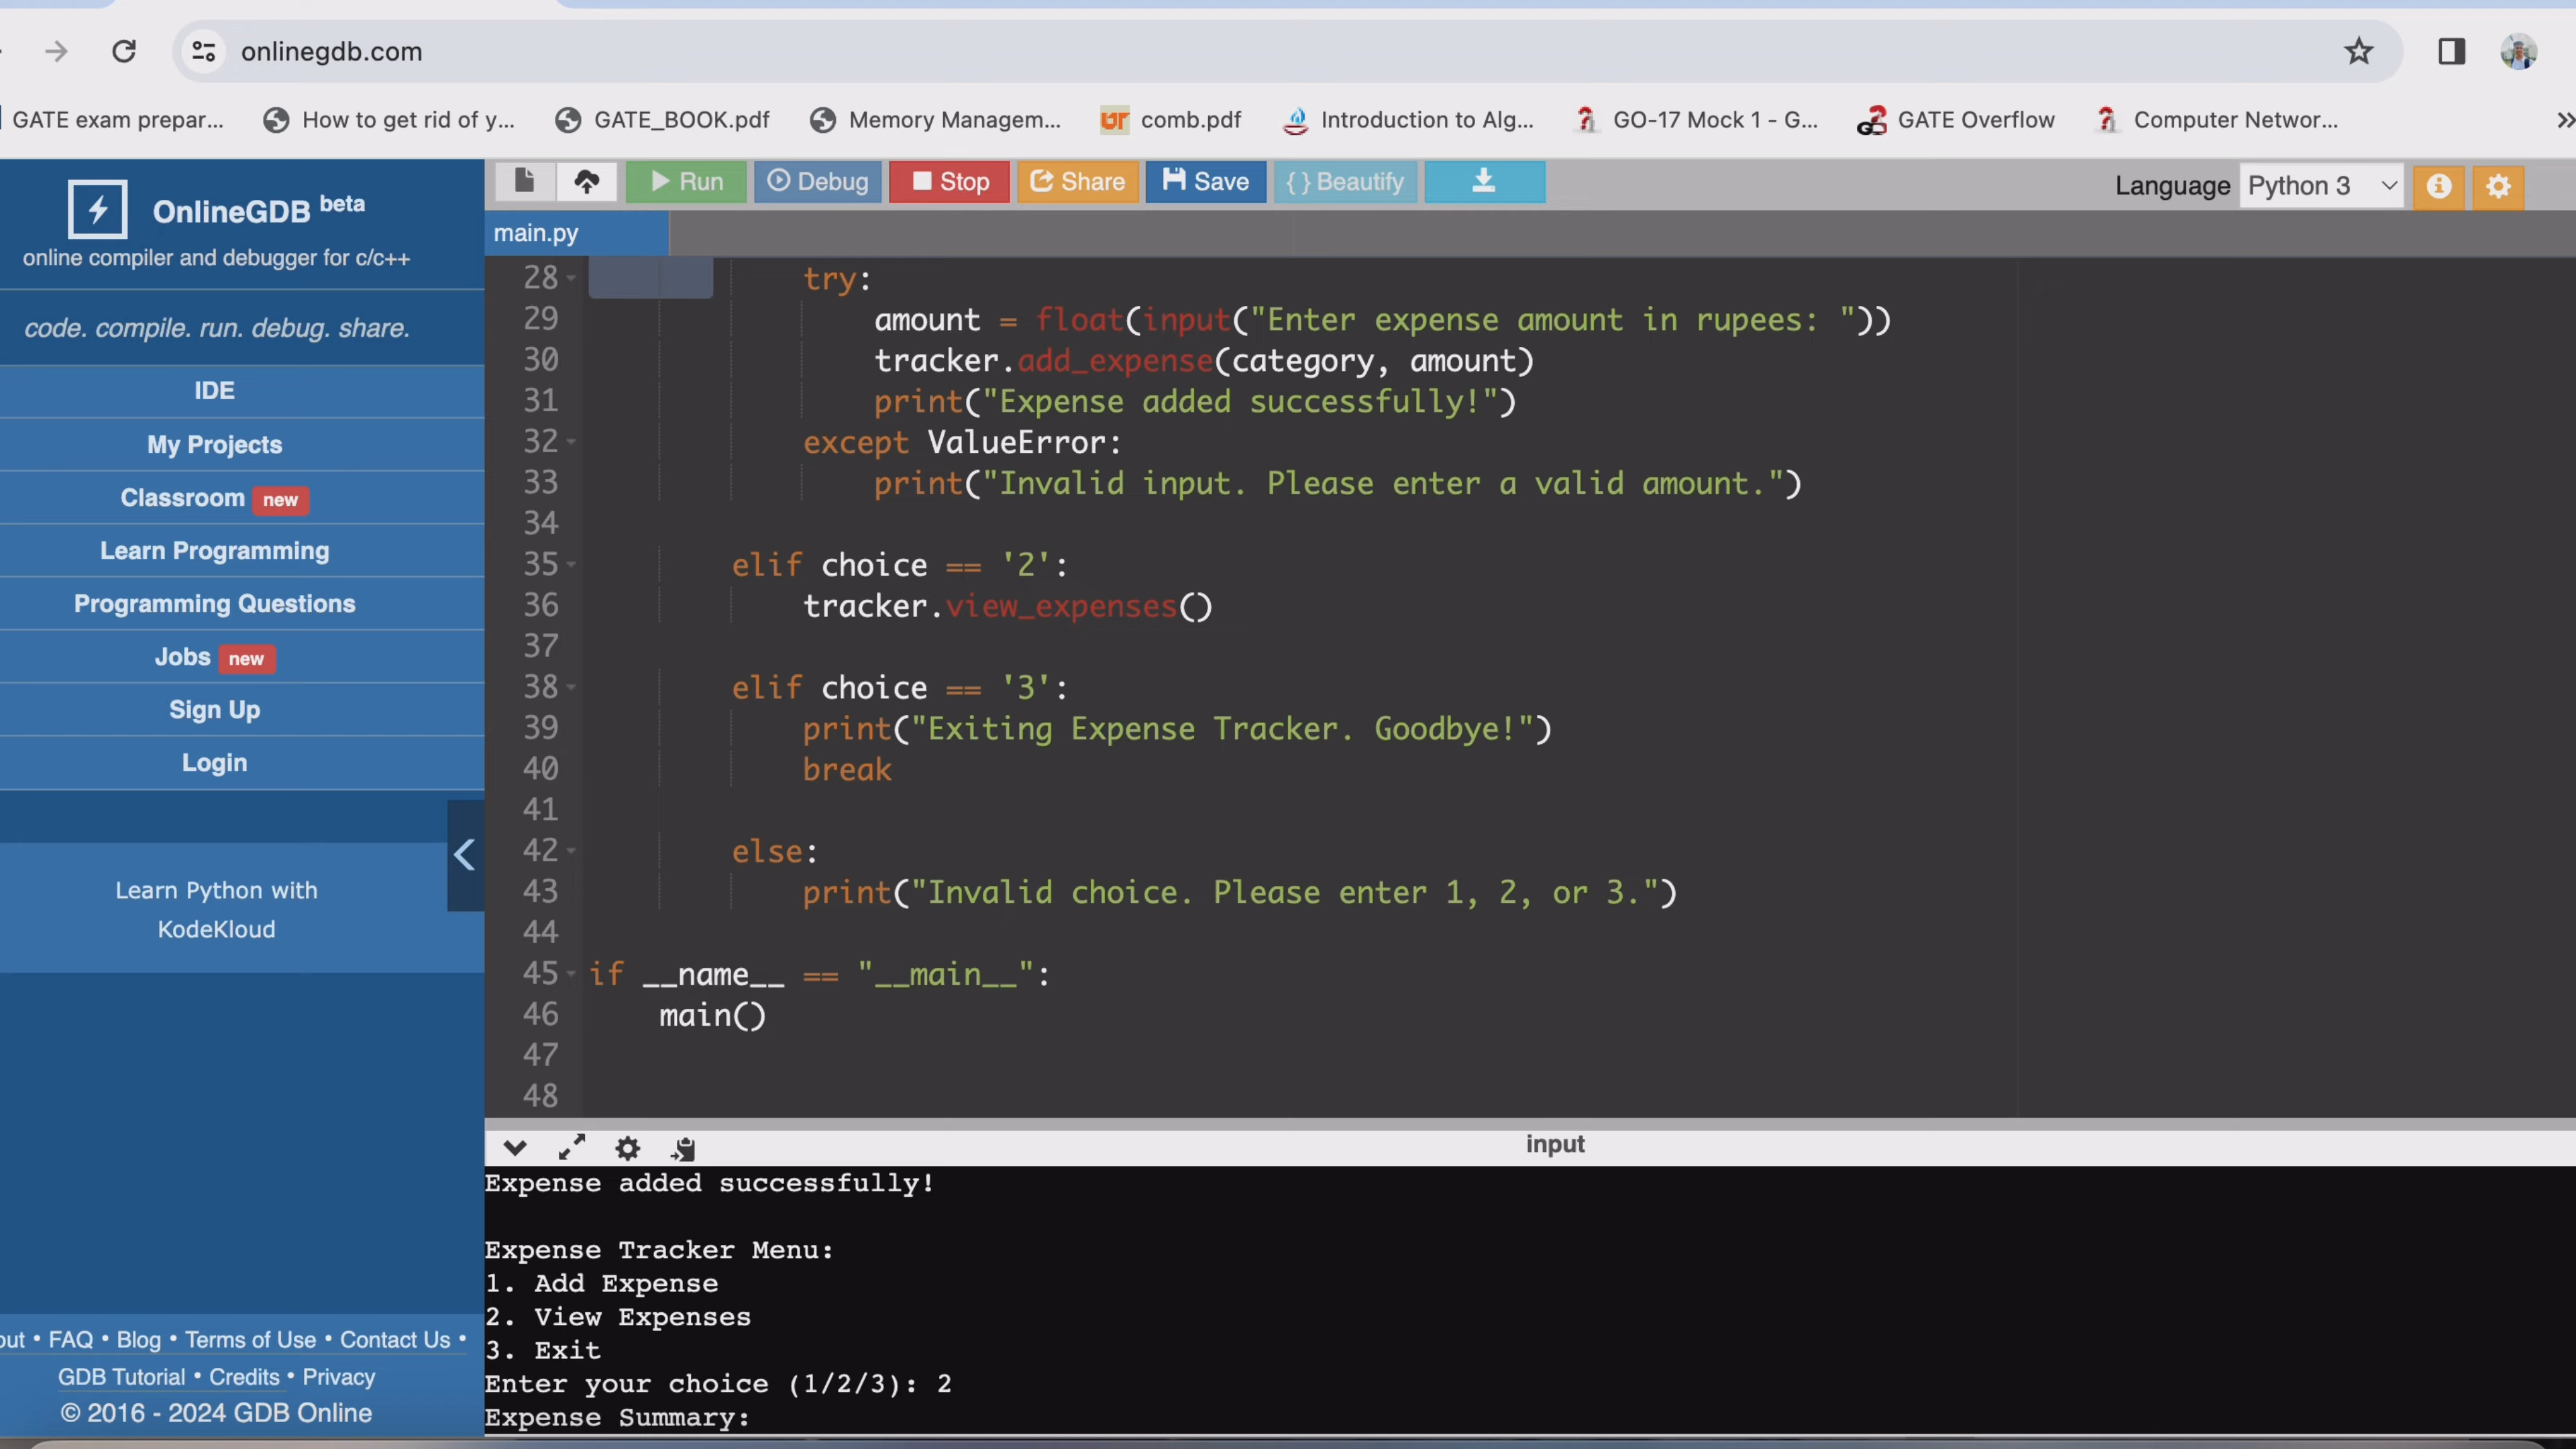 onlinegdb.com
GATE exam prepar... How to get rid of y... GATE_BOOK.pdf Memory Managem... comb.pdf Introduction to Alg... GO-17 Mock 1 - G... GATE Overflow Computer Networ... »
OnlineGDB beta
online compiler and debugger for c/c++
code. compile. run. debug. share.
IDE
My Projects
Classroom new
Learn Programming
Programming Questions
Jobs new
Sign Up
Login
Learn Python with
KodeKloud
• FAQ • Blog • Terms of Use • Contact Us •
GDB Tutorial • Credits • Privacy
© 2016 - 2024 GDB Online
Run Debug Stop Share Save { } Beautify Language Python 3
main.py
28 try:
29 amount = float(input("Enter expense amount in rupees: "))
30 tracker.add_expense(category, amount)
31 print("Expense added successfully!")
32 except ValueError:
33 print("Invalid input. Please enter a valid amount.")
34
35 elif choice == '2':
36 tracker.view_expenses()
37
38 elif choice == '3':
39 print("Exiting Expense Tracker. Goodbye!")
40 break
41
42 else:
43 print("Invalid choice. Please enter 1, 2, or 3.")
44
45 if __name__ == "__main__":
46 main()
47
48
input
Expense added successfully!
Expense Tracker Menu:
1. Add Expense
2. View Expenses
3. Exit
Enter your choice (1/2/3): 2
Expense Summary: